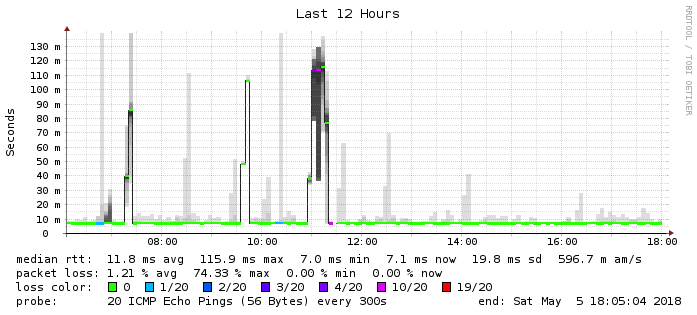 Last 12 Hours
RRDTOOL / TOBI OETIKER
Seconds
130 m
120 m
110 m
100 m
90 m
80 m
70 m
60 m
50 m
40 m
30 m
20 m
10 m
0
08:00 10:00 12:00 14:00 16:00 18:00
median rtt: 11.8 ms avg 115.9 ms max 7.0 ms min 7.1 ms now 19.8 ms sd 596.7 m am/s
packet loss: 1.21 % avg 74.33 % max 0.00 % min 0.00 % now
loss color: 0 1/20 2/20 3/20 4/20 10/20 19/20
probe: 20 ICMP Echo Pings (56 Bytes) every 300s end: Sat May 5 18:05:04 2018